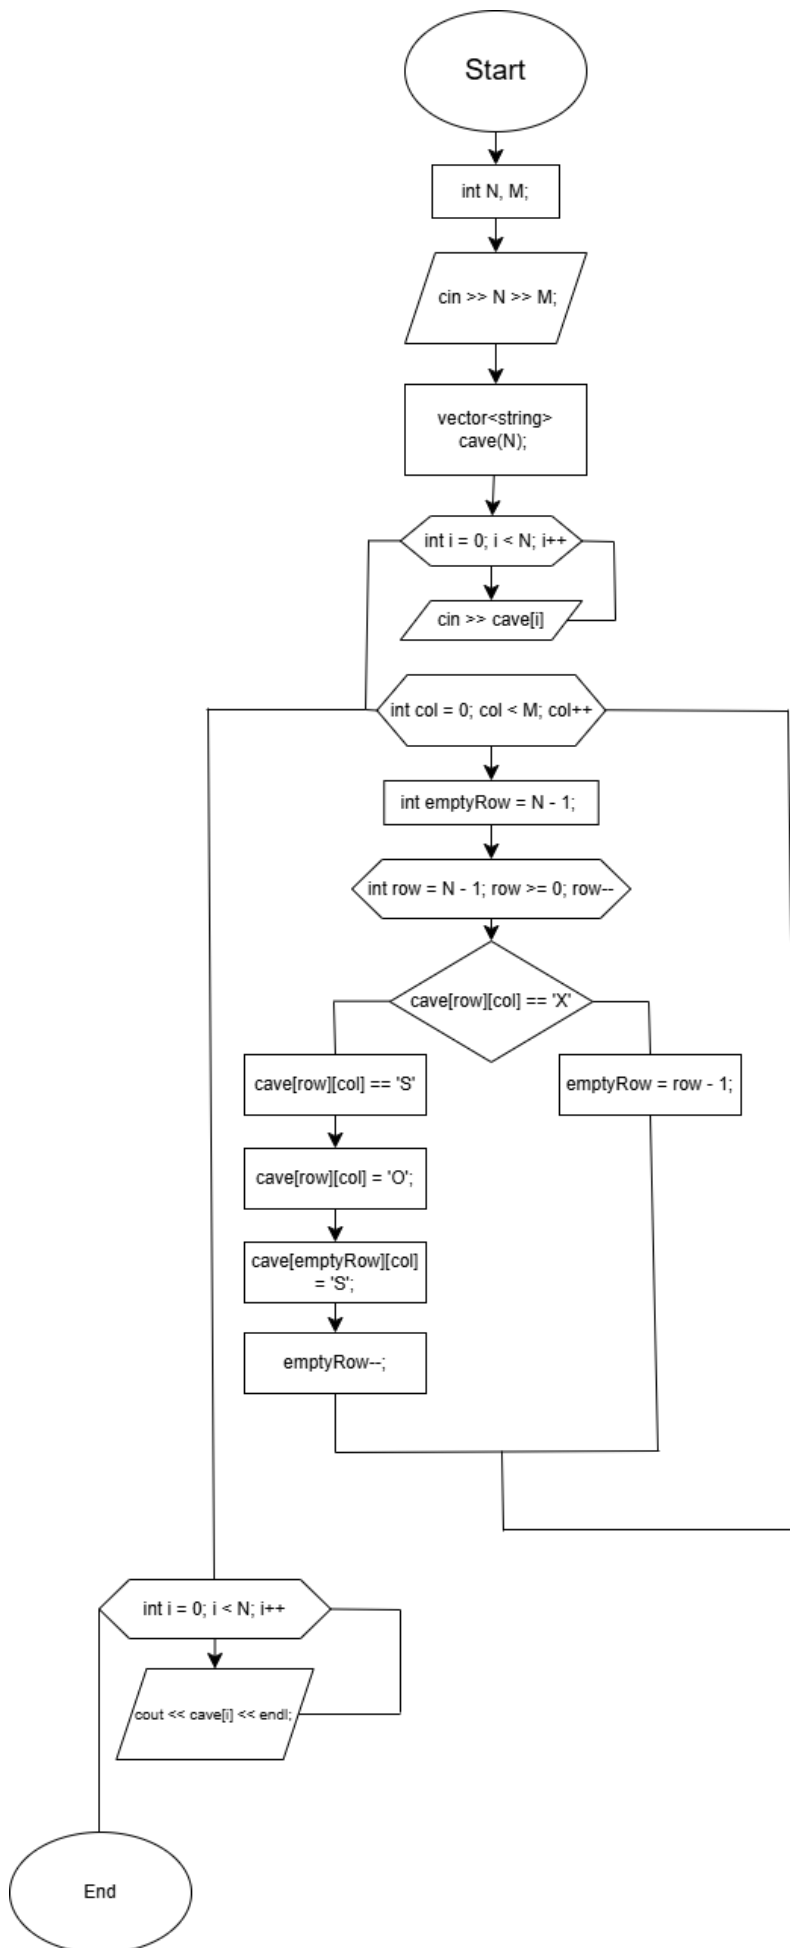 Start
int N, M;
cin >> N >> M;
vector<string>
cave(N);
int i = 0; i < N; i++
cin >> cave[i]
int col = 0; col < M; col++
int emptyRow = N - 1;
int row = N - 1; row >= 0; row--
cave[row][col] == 'X'
cave[row][col] == 'S'
emptyRow = row - 1;
cave[row][col] = 'O';
cave[emptyRow][col]
= 'S';
emptyRow--;
int i = 0; i < N; i++
cout << cave[i] << endl;
End